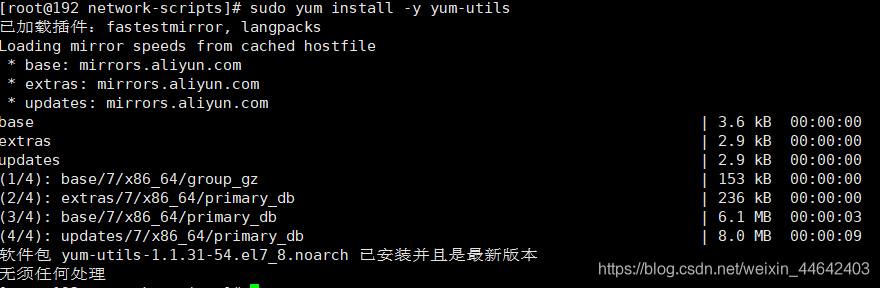 [root@192 network-scripts]# sudo yum install -y yum-utils
已加载插件：fastestmirror, langpacks
Loading mirror speeds from cached hostfile
 * base: mirrors.aliyun.com
 * extras: mirrors.aliyun.com
 * updates: mirrors.aliyun.com
base | 3.6 kB 00:00:00
extras | 2.9 kB 00:00:00
updates | 2.9 kB 00:00:00
(1/4): base/7/x86_64/group_gz | 153 kB 00:00:00
(2/4): extras/7/x86_64/primary_db | 236 kB 00:00:00
(3/4): base/7/x86_64/primary_db | 6.1 MB 00:00:03
(4/4): updates/7/x86_64/primary_db | 8.0 MB 00:00:09
软件包 yum-utils-1.1.31-54.el7_8.noarch 已安装并且是最新版本
无须任何处理
https://blog.csdn.net/weixin_44642403